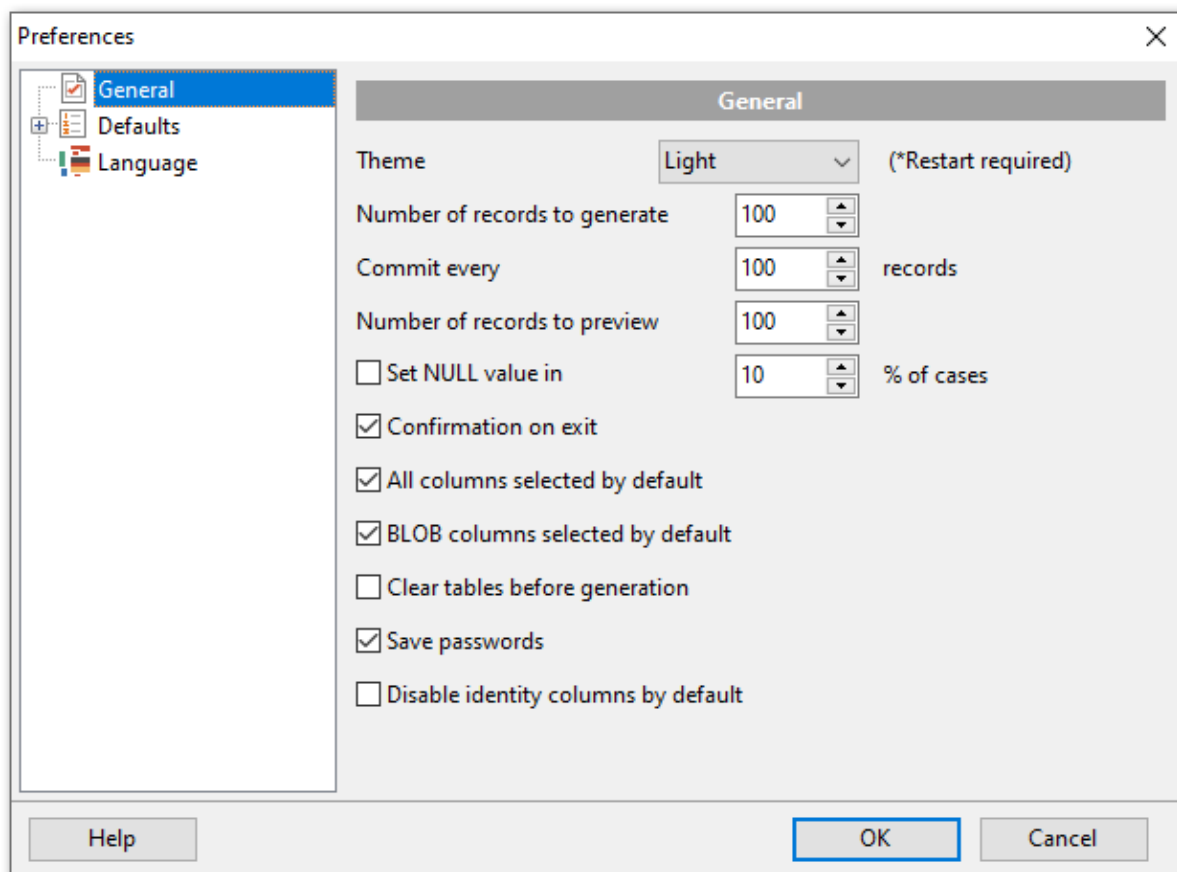 Preferences
General
Defaults
Language
General
Theme Light (*Restart required)
Number of records to generate 100
Commit every 100 records
Number of records to preview 100
Set NULL value in 10 % of cases
Confirmation on exit
All columns selected by default
BLOB columns selected by default
Clear tables before generation
Save passwords
Disable identity columns by default
Help OK Cancel